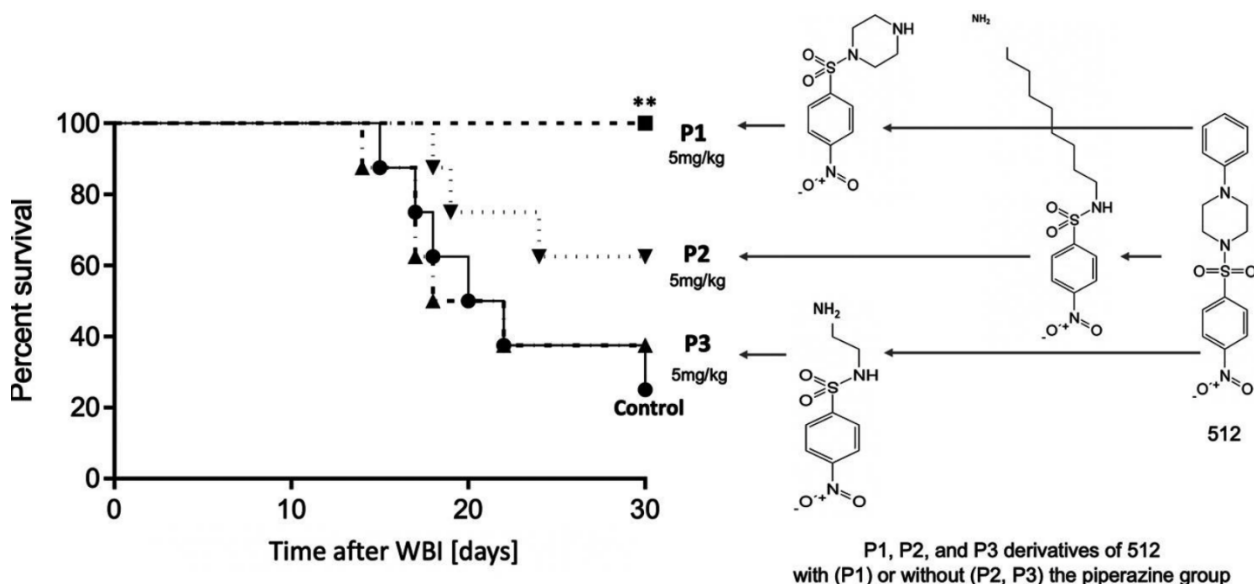 NH₂
NH
O
N
S
O
**
100
P1
5mg/kg
N
-O'+
O
80
O
NH
S
O
N
60
P2
5mg/kg
N
O=S=O
N
-O'+
O
NH₂
40
P3
5mg/kg
O
NH
S
O
Control
20
N
-O'+
O
512
N
-O'+
O
0
0
10
20
30
Percent survival
Time after WBI [days]
P1, P2, and P3 derivatives of 512
with (P1) or without (P2, P3) the piperazine group